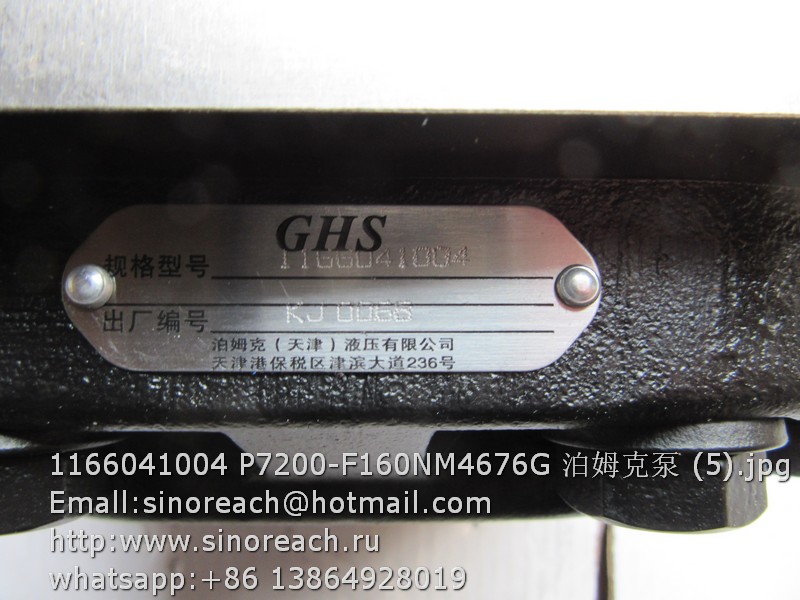 GHS
规格型号 1166041004
出厂编号 KJ 0068
泊姆克(天津)液压有限公司
天津港保税区津滨大道236号
1166041004 P7200-F160NM4676G 泊姆克泵 (5).jpg
Email:sinoreach@hotmail.com
http:www.sinoreach.ru
whatsapp:+86 13864928019